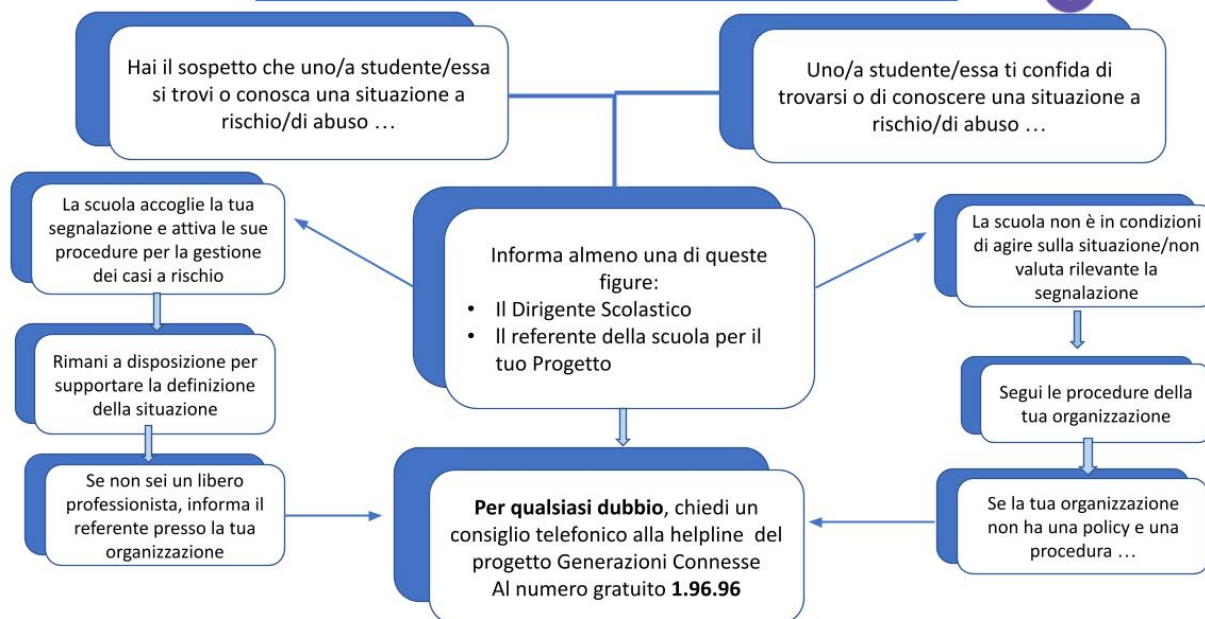 Hai il sospetto che uno/a studente/essa
si trovi o conosca una situazione a
rischio/di abuso …
Uno/a studente/essa ti confida di
trovarsi o di conoscere una situazione a
rischio/di abuso …
La scuola accoglie la tua
segnalazione e attiva le sue
procedure per la gestione
dei casi a rischio
Informa almeno una di queste
figure:
• Il Dirigente Scolastico
• Il referente della scuola per il
tuo Progetto
La scuola non è in condizioni
di agire sulla situazione/non
valuta rilevante la
segnalazione
Rimani a disposizione per
supportare la definizione
della situazione
Segui le procedure della
tua organizzazione
Se non sei un libero
professionista, informa il
referente presso la tua
organizzazione
Per qualsiasi dubbio, chiedi un
consiglio telefonico alla helpline del
progetto Generazioni Connesse
Al numero gratuito 1.96.96
Se la tua organizzazione
non ha una policy e una
procedura …